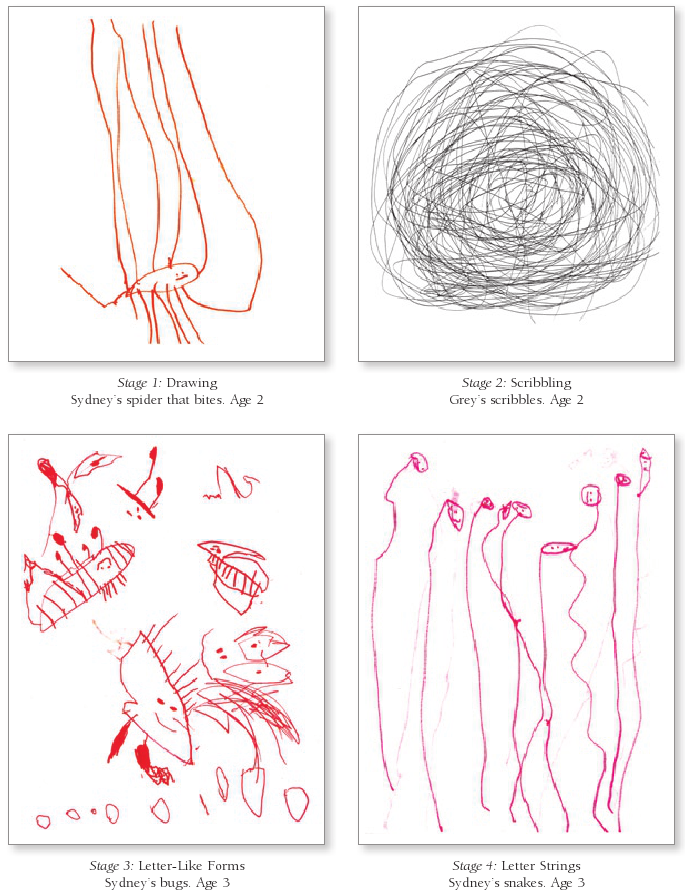 Stage 1: Drawing
Sydney's spider that bites. Age 2
Stage 2: Scribbling
Grey's scribbles. Age 2
Stage 3: Letter-Like Forms
Sydney's bugs. Age 3
Stage 4: Letter Strings
Sydney's snakes. Age 3